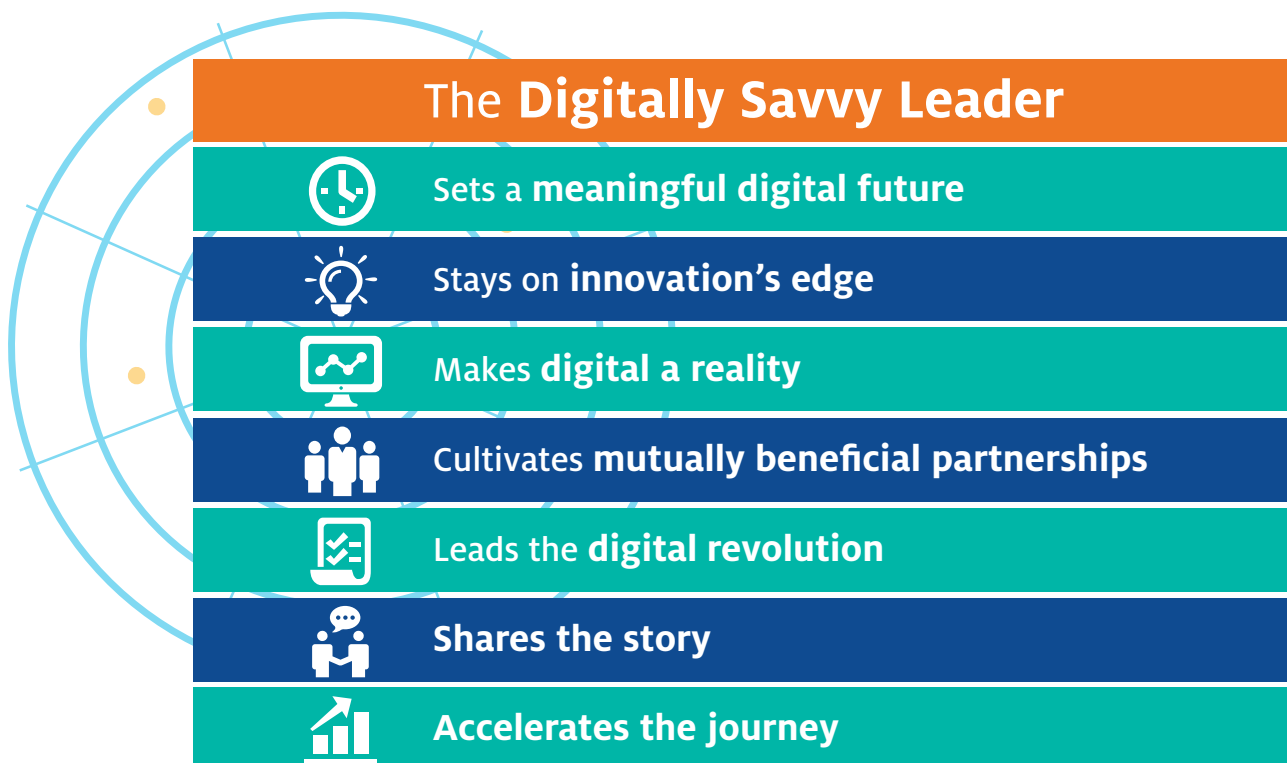 The Digitally Savvy Leader
Sets a meaningful digital future
Stays on innovation's edge
Makes digital a reality
Cultivates mutually beneficial partnerships
Leads the digital revolution
Shares the story
Accelerates the journey